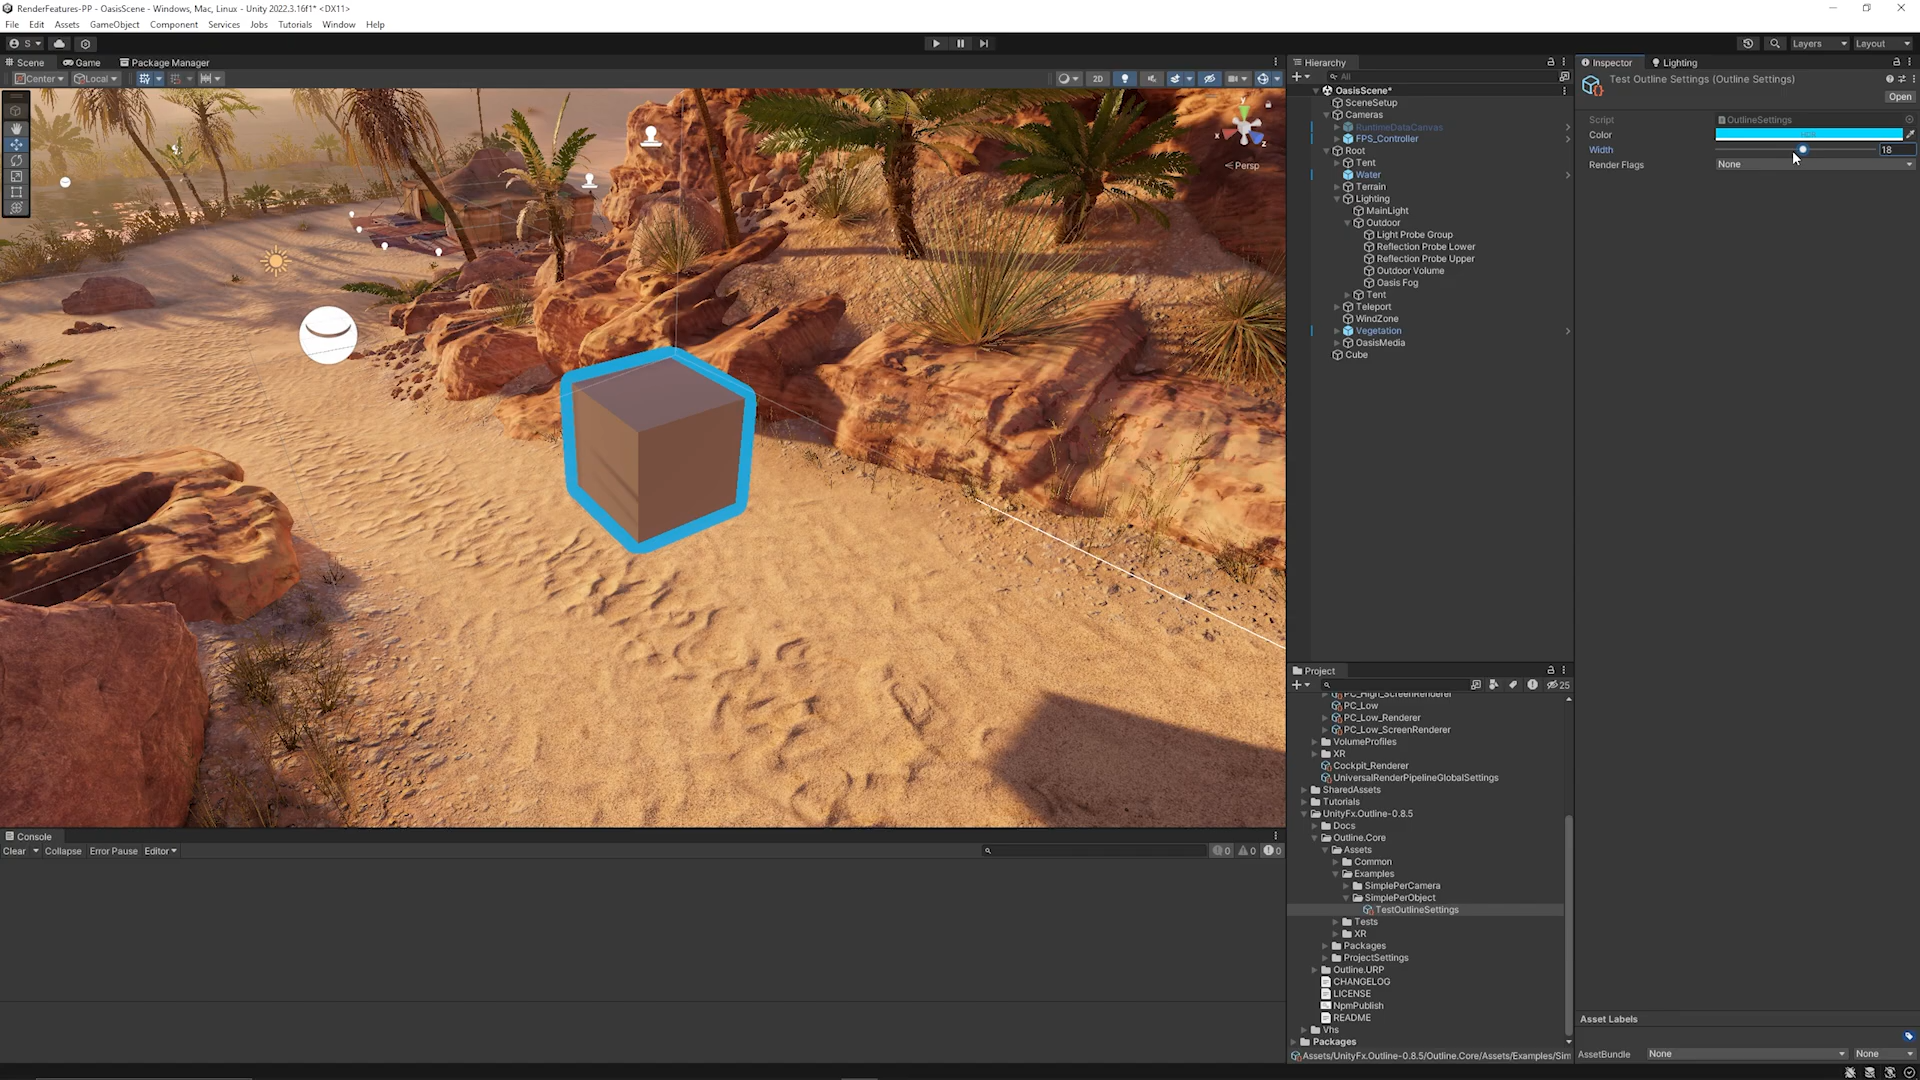 RenderFeatures-PP - OasisScene - Windows, Mac, Linux - Unity 2022.3.16f1* <DX11>
File Edit Assets GameObject Component Services Jobs Tutorials Window Help
S Layers Layout
Scene Game Package Manager
Center Local 2D
Persp
Hierarchy
All
OasisScene*
SceneSetup
Cameras
RuntimeDataCanvas
FPS_Controller
Root
Tent
Water
Terrain
Lighting
MainLight
Outdoor
Light Probe Group
Reflection Probe Lower
Reflection Probe Upper
Outdoor Volume
Oasis Fog
Tent
Teleport
WindZone
Vegetation
OasisMedia
Cube
Inspector Lighting
Test Outline Settings (Outline Settings)
Open
Script OutlineSettings
Color
Width 18
Render Flags None
Project
25
PC_High_ScreenRenderer
PC_Low
PC_Low_Renderer
PC_Low_ScreenRenderer
VolumeProfiles
XR
Cockpit_Renderer
UniversalRenderPipelineGlobalSettings
SharedAssets
Tutorials
UnityFx.Outline-0.8.5
Docs
Outline.Core
Assets
Common
Examples
SimplePerCamera
SimplePerObject
TestOutlineSettings
Tests
XR
Packages
ProjectSettings
Outline.URP
CHANGELOG
LICENSE
NpmPublish
README
Vhs
Packages
Assets/UnityFx.Outline-0.8.5/Outline.Core/Assets/Examples/Sim
Console
Clear Collapse Error Pause Editor 0 0 0
Asset Labels
AssetBundle None None